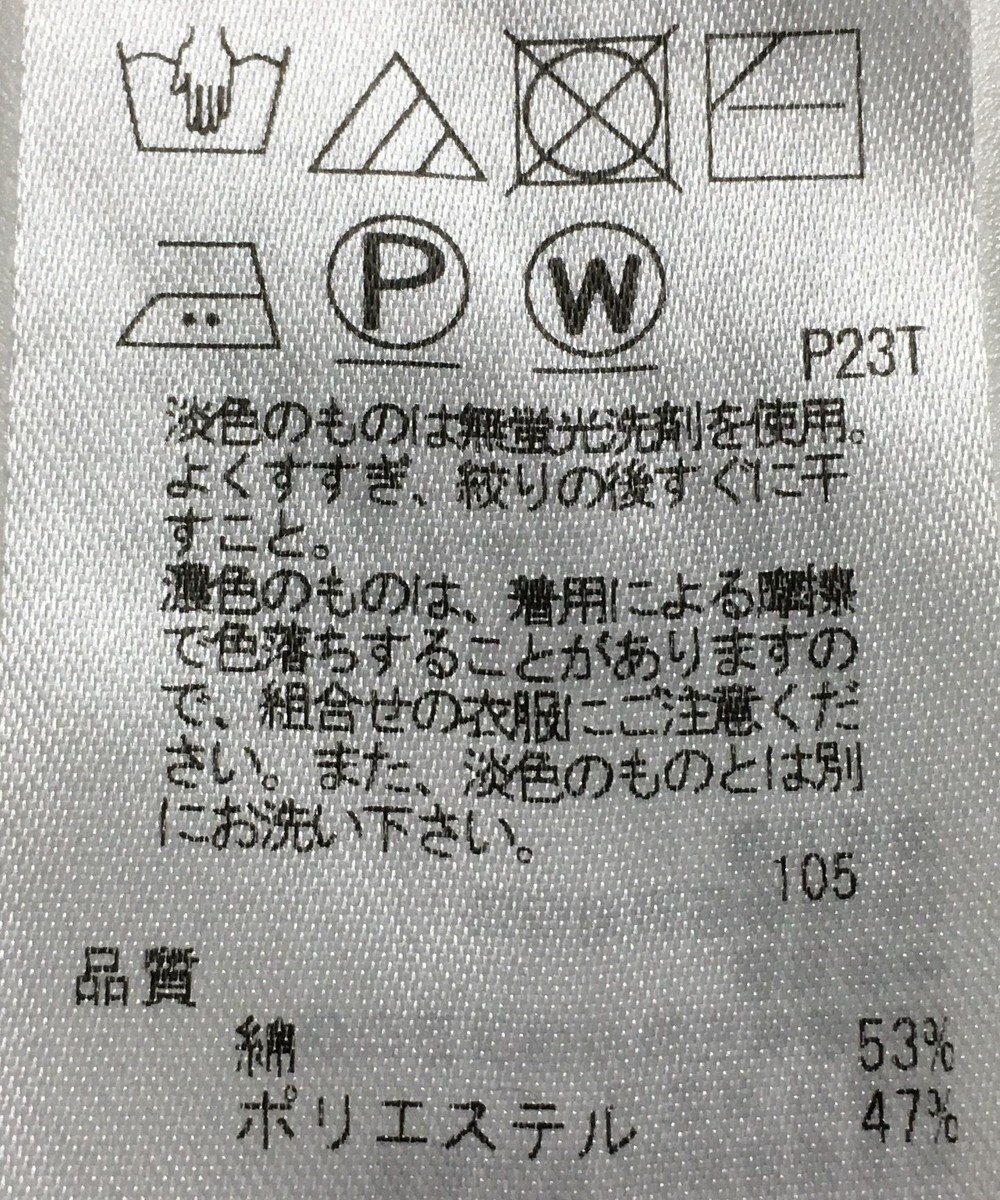 P
W
P23T
淡色のものは無蛍光洗剤を使用。
よくすすぎ、絞りの後すぐに干
すこと。
濃色のものは、着用による摩擦
で色落ちすることがありますの
で、組合せの衣服にご注意くだ
さい。また、淡色のものとは別
にお洗い下さい。
105
品質
綿 53%
ポリエステル 47%